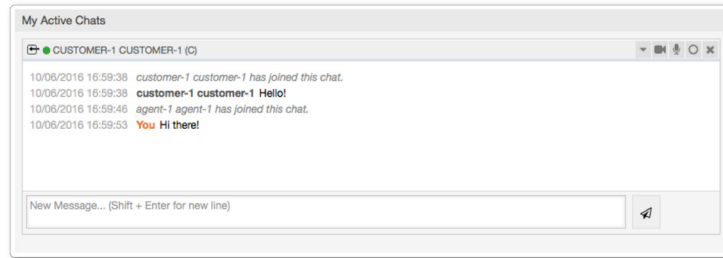 My Active Chats
CUSTOMER-1 CUSTOMER-1 (C)
10/06/2016 16:59:38 customer-1 customer-1 has joined this chat.
10/06/2016 16:59:38 customer-1 customer-1 Hello!
10/06/2016 16:59:46 agent-1 agent-1 has joined this chat.
10/06/2016 16:59:53 You Hi there!
New Message... (Shift + Enter for new line)